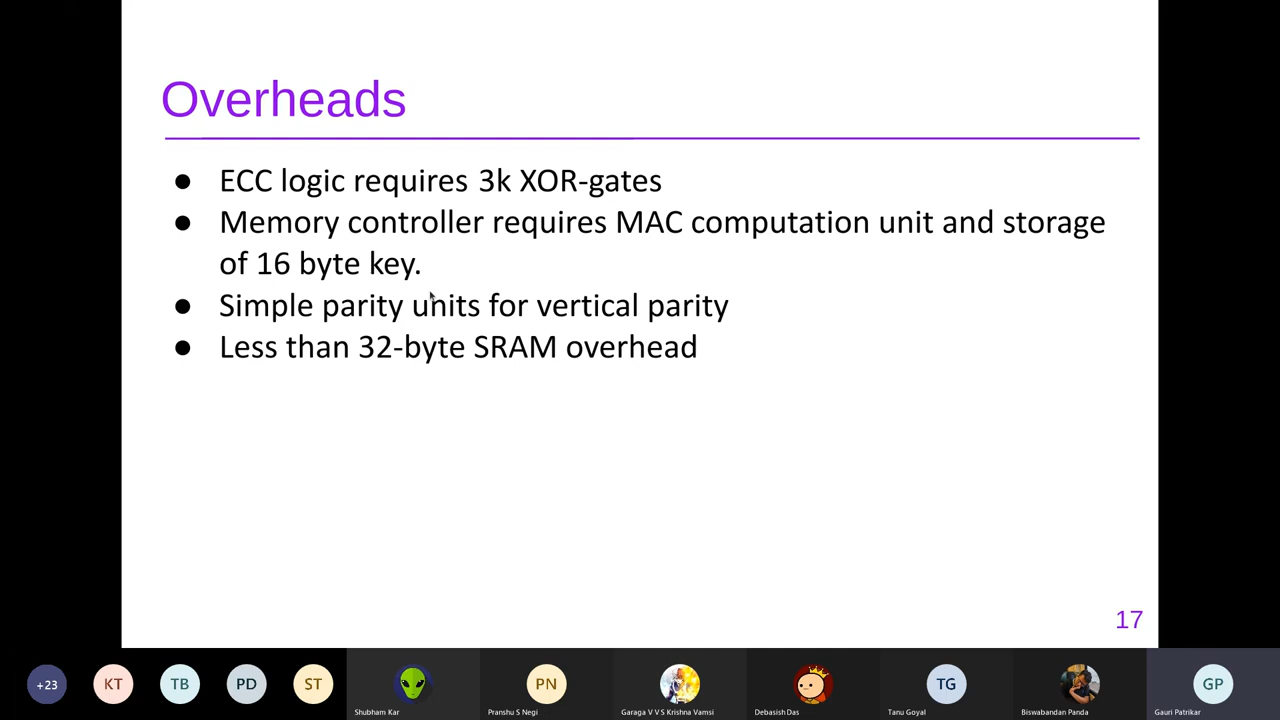 Overheads
● ECC logic requires 3k XOR-gates
● Memory controller requires MAC computation unit and storage
of 16 byte key.
● Simple parity units for vertical parity
● Less than 32-byte SRAM overhead
17
+23
KT
TB
PD
ST
PN
TG
GP
Shubham Kar
Pranshu S Negi
Garaga V V S Krishna Vamsi
Debasish Das
Tanu Goyal
Biswabandan Panda
Gauri Patrikar